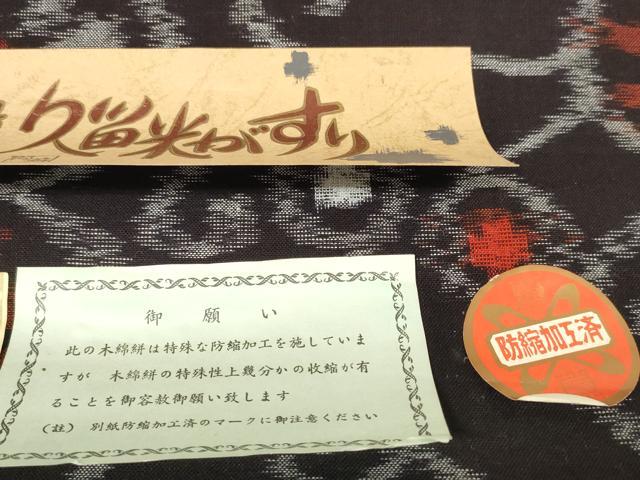 久留米がすり
御願い
此の木綿絣は特殊な防縮加工を施していま
すが 木綿絣の特殊性上幾分かの收縮が有
ることを御容赦御願い致します
(註) 別紙防縮加工済のマークに御注意ください
防縮加工済